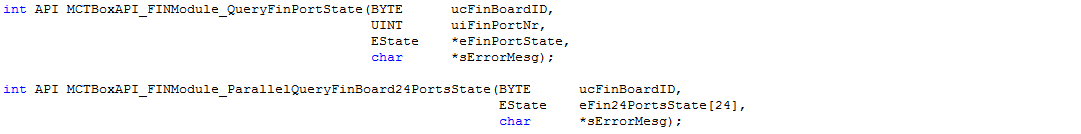 int API MCTBoxAPI_FINModule_QueryFinPortState(BYTE ucFinBoardID,
UINT uiFinPortNr,
EState *eFinPortState,
char *sErrorMesg);
int API MCTBoxAPI_FINModule_ParallelQueryFinBoard24PortsState(BYTE ucFinBoardID,
EState eFin24PortsState[24],
char *sErrorMesg);